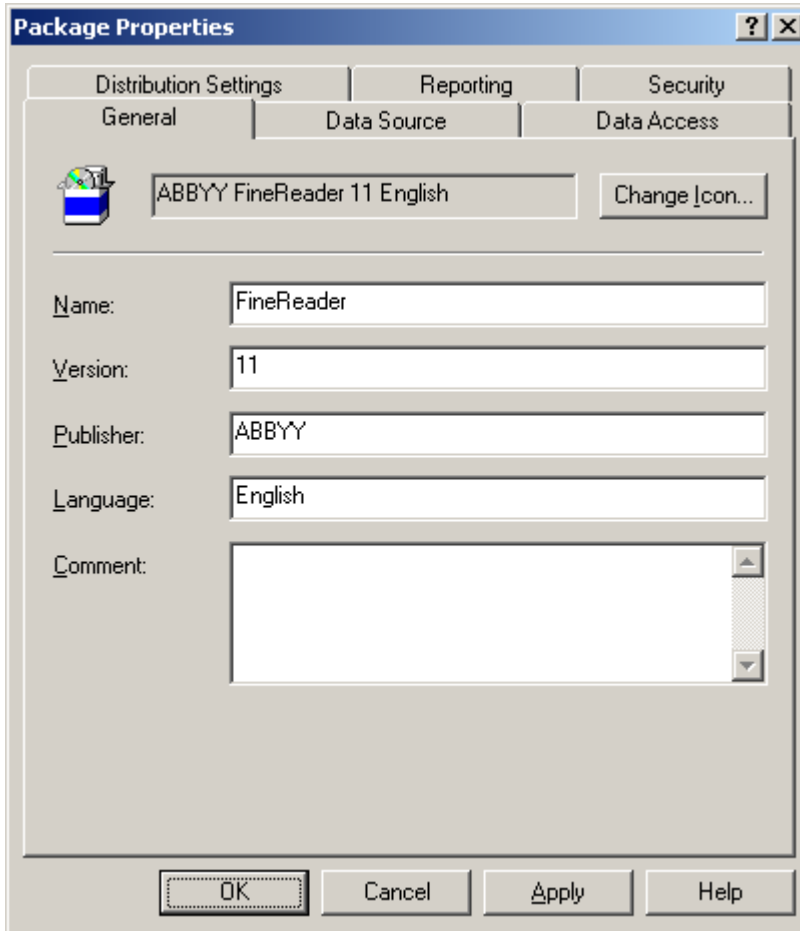 Package Properties
Distribution Settings Reporting Security
General Data Source Data Access
ABBYY FineReader 11 English Change Icon...
Name: FineReader
Version: 11
Publisher: ABBYY
Language: English
Comment:
OK Cancel Apply Help